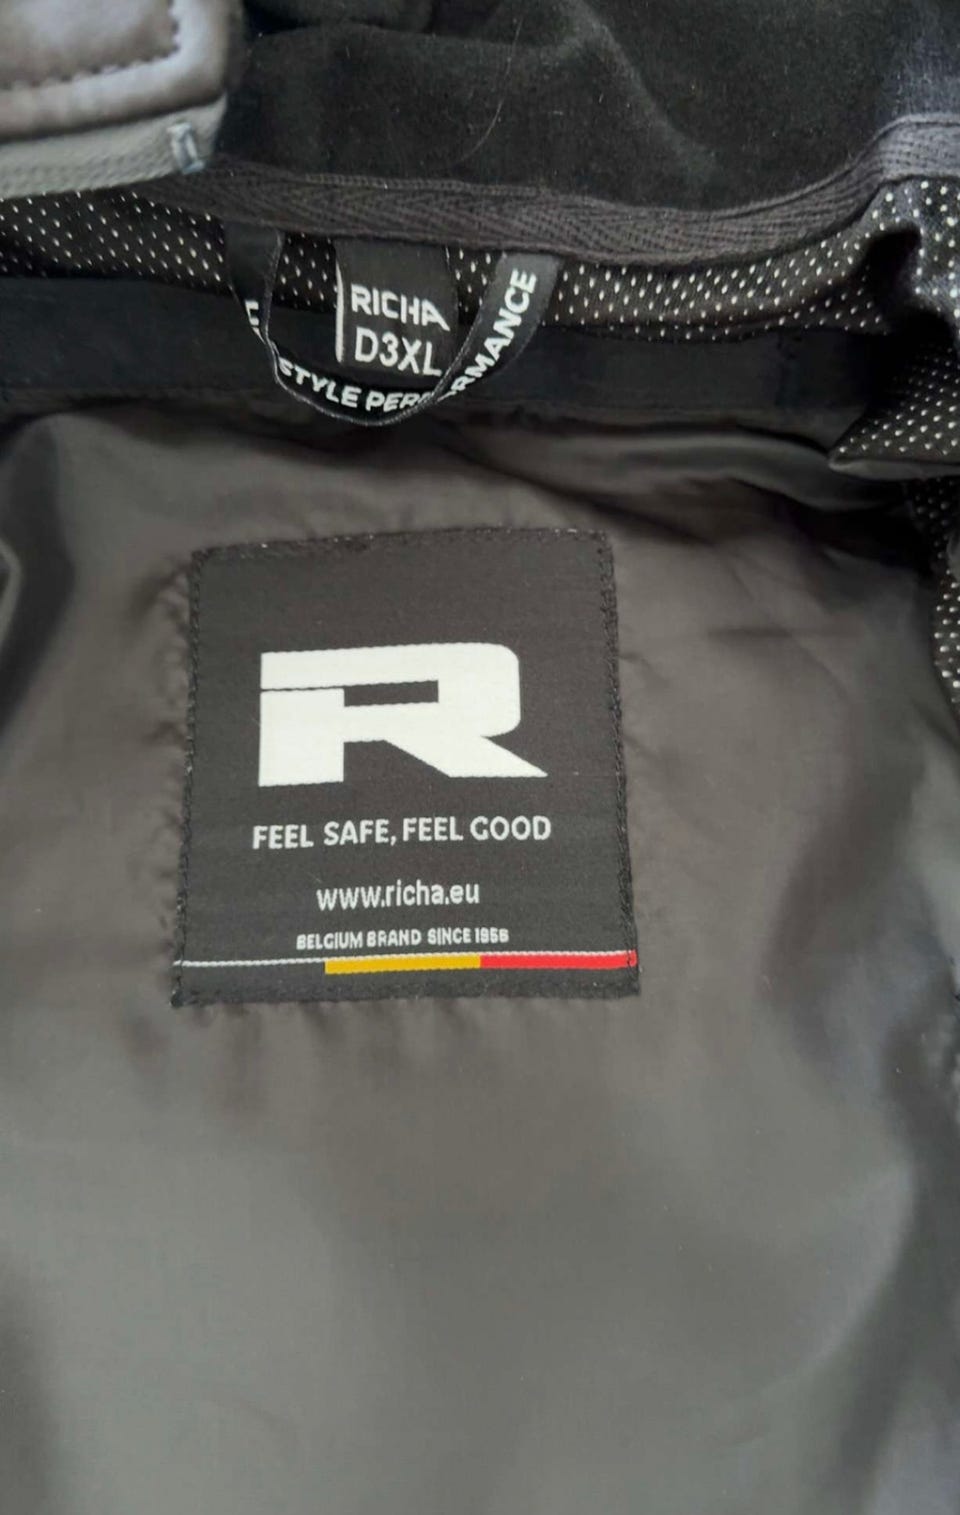 RICHA
D3XL
STYLE PERFORMANCE
R
FEEL SAFE, FEEL GOOD
www.richa.eu
BELGIUM BRAND SINCE 1956